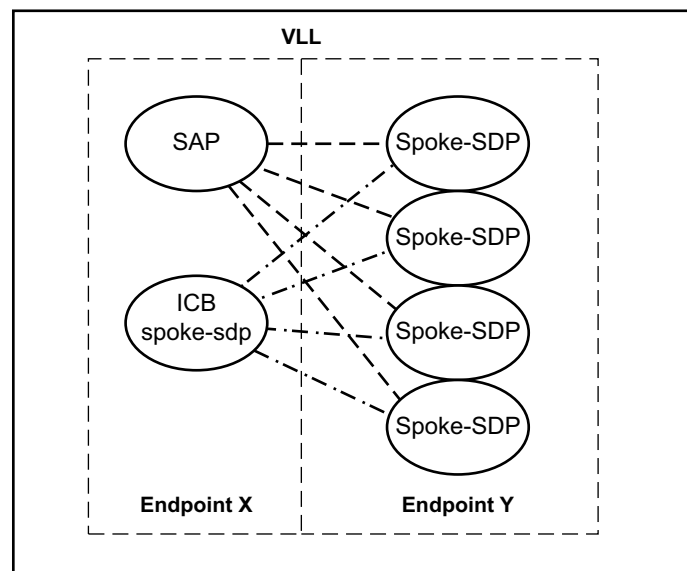 VLL
SAP
Spoke-SDP
Spoke-SDP
ICB
spoke-sdp
Spoke-SDP
Spoke-SDP
Endpoint X
Endpoint Y